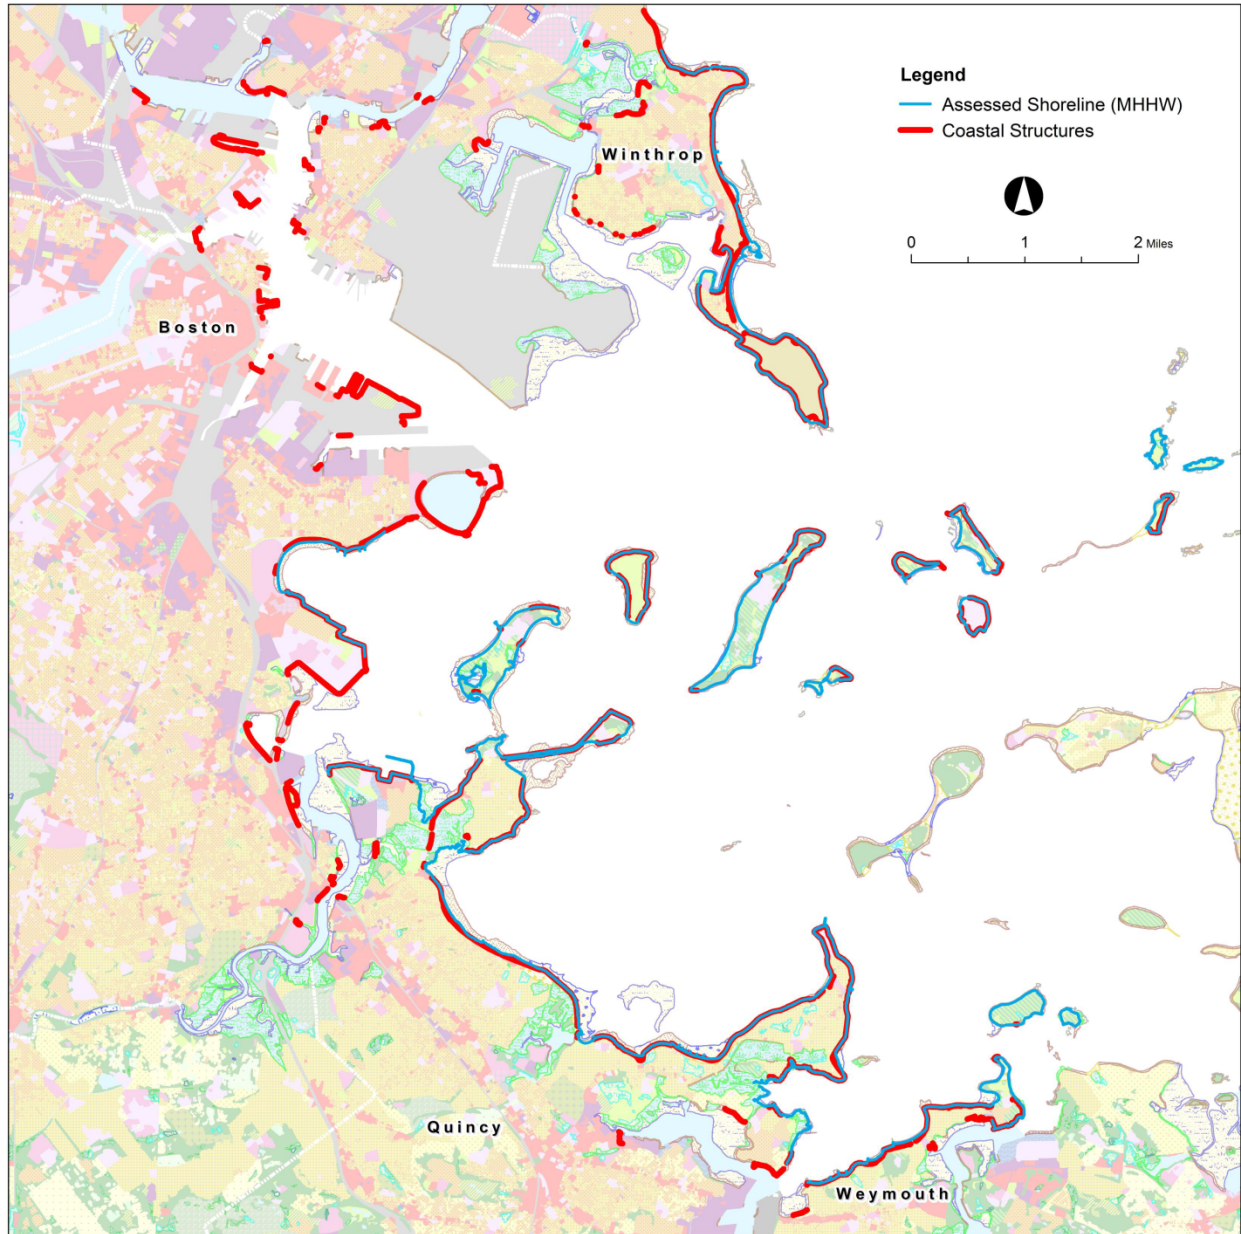 Legend
Assessed Shoreline (MHHW)
Coastal Structures
Winthrop
0 1 2 Miles
Boston
Quincy
Weymouth